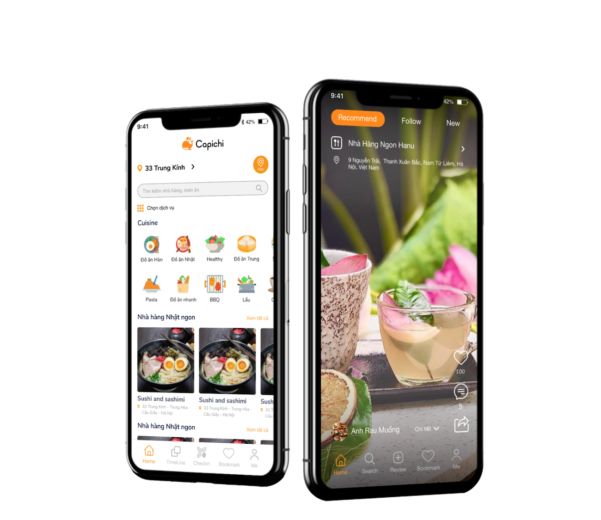 9:41
42%
Capichi
33 Trung Kính
Tìm kiếm nhà hàng, món ăn
Chọn dịch vụ
Cuisine
Đồ ăn Hàn
Đồ ăn Nhật
Healthy
Đồ ăn Trung
Pasta
Đồ ăn nhanh
BBQ
Lẩu
Nhà hàng Nhật ngon
Xem tất cả
Sushi and sashimi
33 Trung Kính - Trung Hòa -
Cầu Giấy - Hà Nội
Sushi and sashimi
33 Trung Kính - Trung Hòa -
Cầu Giấy - Hà Nội
Nhà hàng Nhật ngon
Xem tất cả
Home
Timeline
Checkin
Bookmark
Me
9:41
42%
Recommend
Follow
New
Nhà Hàng Ngon Hanu
9 Nguyễn Trãi, Thanh Xuân Bắc, Nam Từ Liêm, Hà
Nội, Việt Nam
100
Anh Rau Muống
Chi tiết
Home
Search
Review
Bookmark
Me